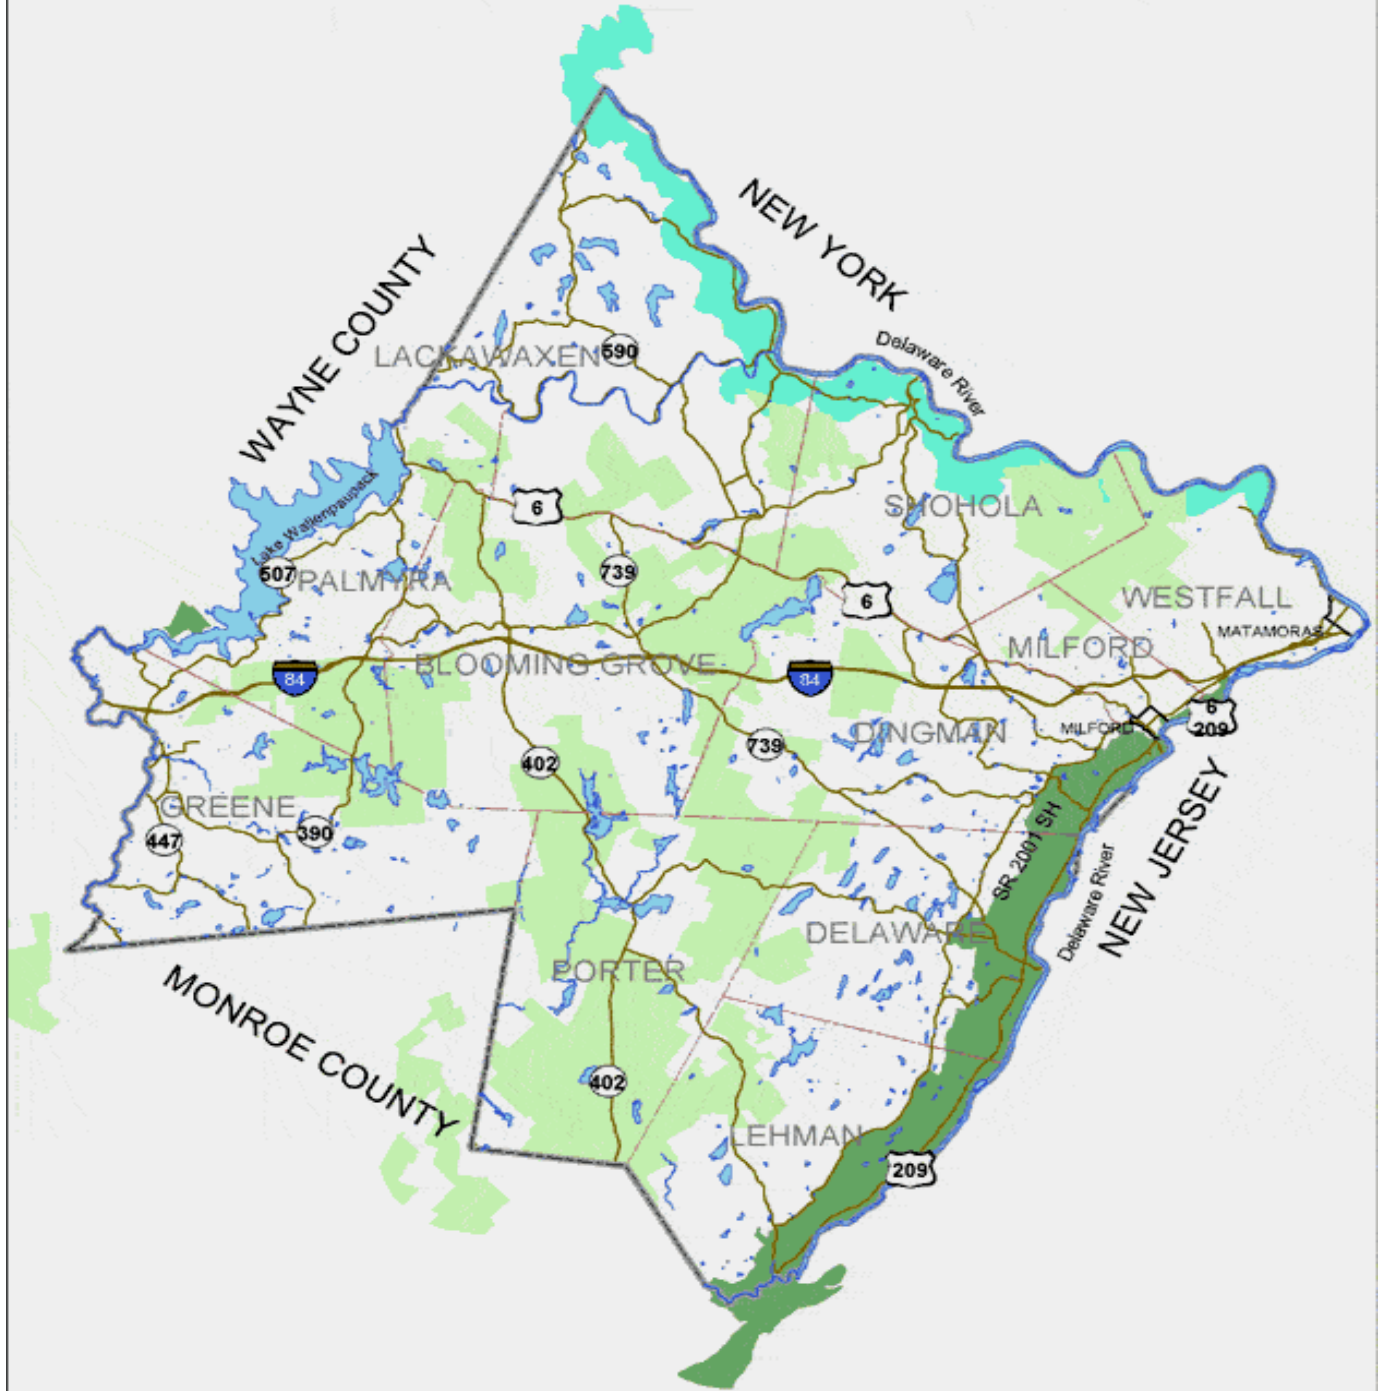 NEW YORK
WAYNE COUNTY
Delaware River
LACKAWAXEN
590
Lake Wallenpaupack
6
SHOHOLA
507
PALMYRA
739
6
WESTFALL
MATAMORAS
MILFORD
BLOOMING GROVE
84
84
6
209
MILFORD
DINGMAN
739
402
GREENE
447
390
SR 2001 SH
NEW JERSEY
Delaware River
DELAWARE
PORTER
MONROE COUNTY
402
LEHMAN
209